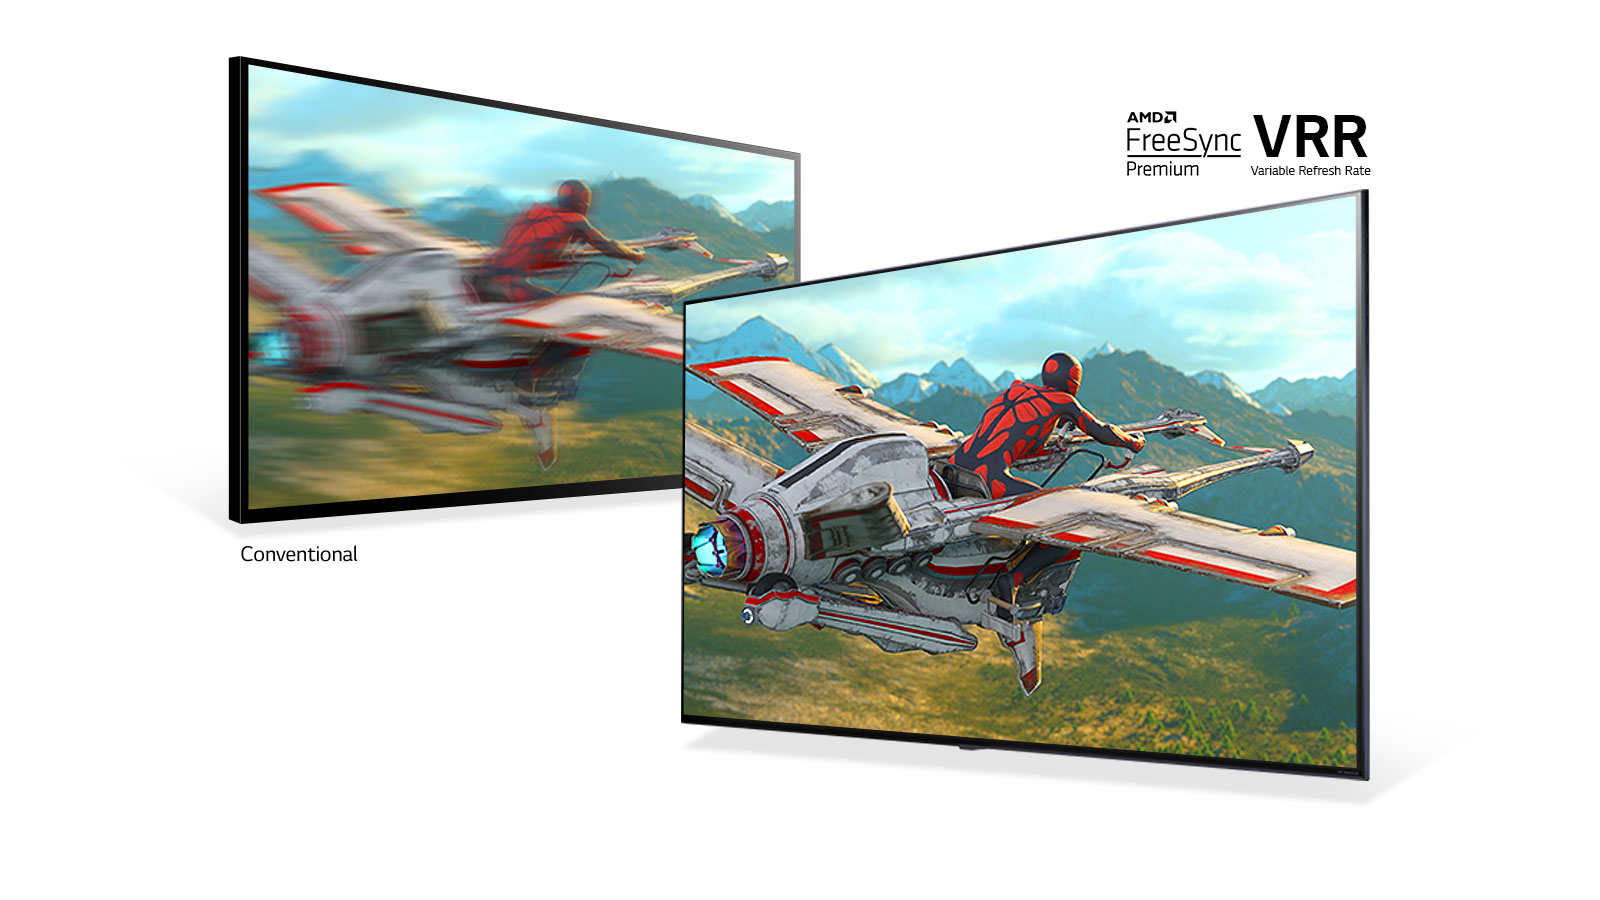 AMD
FreeSync
Premium
VRR
Variable Refresh Rate
Conventional